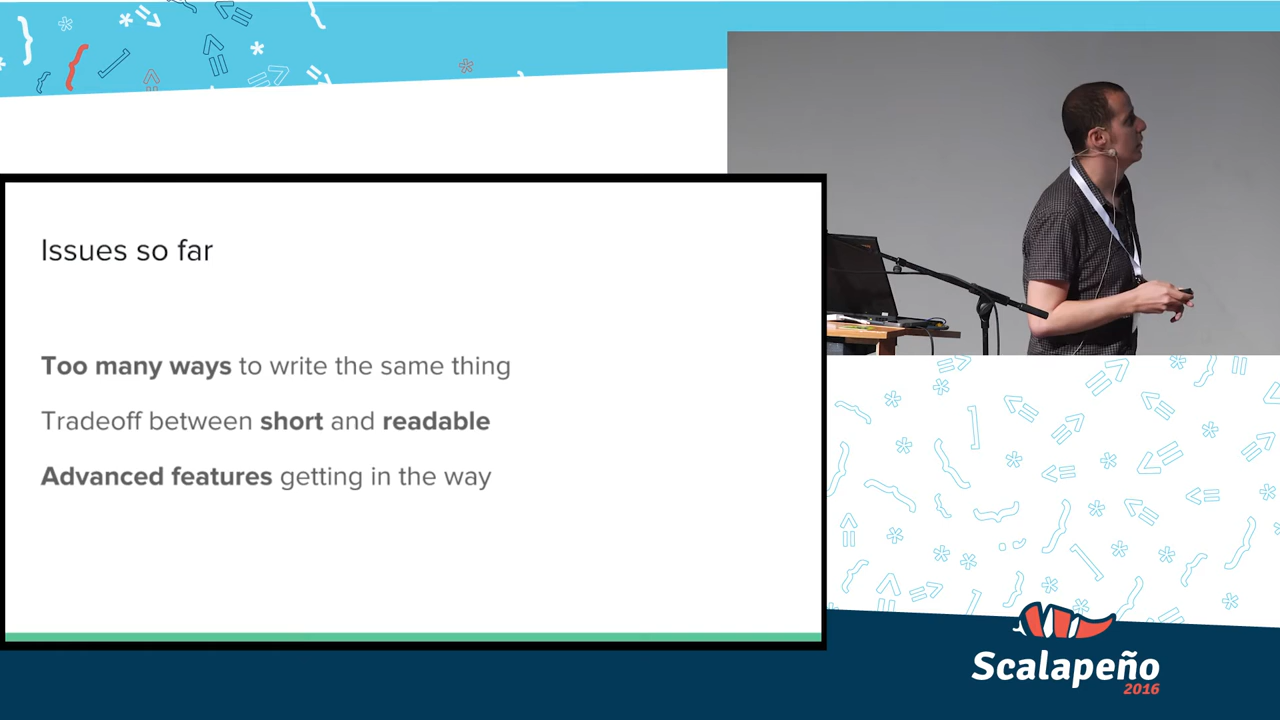 Issues so far
Too many ways to write the same thing
Tradeoff between short and readable
Advanced features getting in the way
Scalapeño
2016